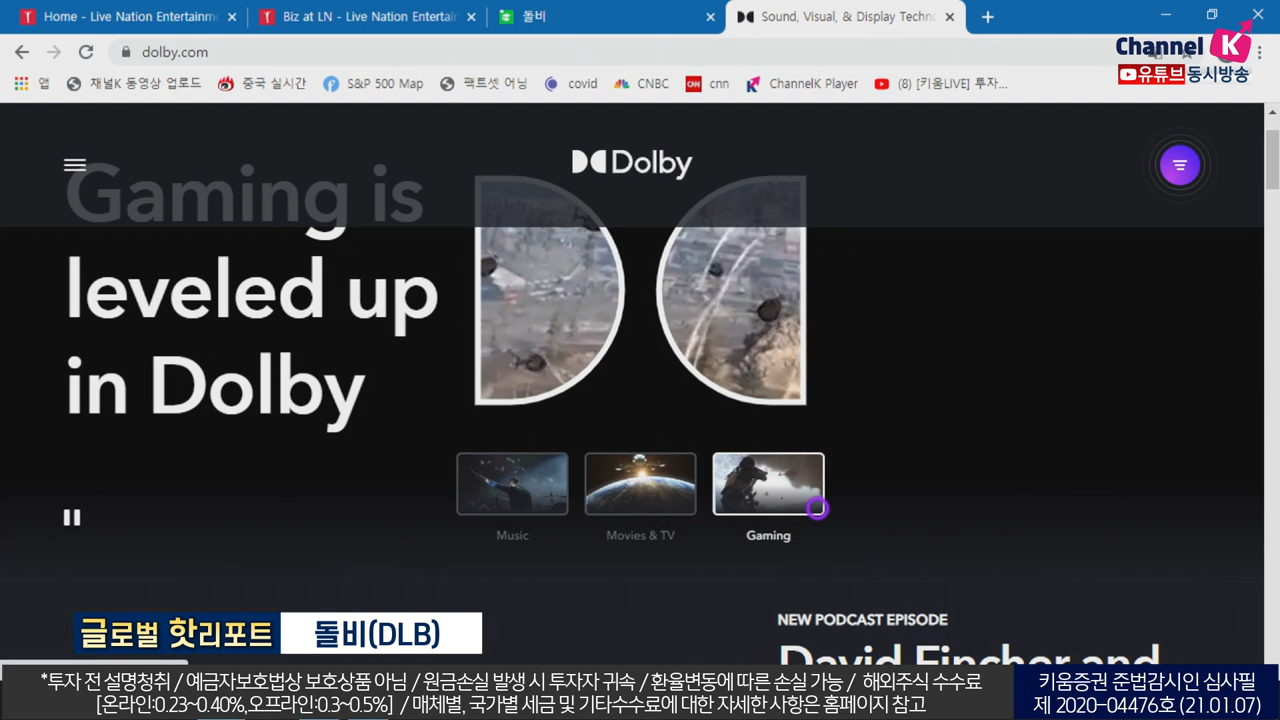 Home - Live Nation Entertainm
Biz at LN - Live Nation Entertai
돌비
Sound, Visual, & Display Techno
dolby.com
Channel K
유튜브동시방송
앱
채널K 동영상 업로드
중국 실시간
S&P 500 Map
팩트셋 어닝
covid
CNBC
CNN
cnn
ChannelK Player
(8) [키움LIVE] 투자...
Dolby
Gaming is
leveled up
in Dolby
Music
Movies & TV
Gaming
NEW PODCAST EPISODE
David Fincher and
글로벌 핫리포트
돌비(DLB)
*투자 전 설명청취 / 예금자보호법상 보호상품 아님 / 원금손실 발생 시 투자자 귀속 / 환율변동에 따른 손실 가능 / 해외주식 수수료
[온라인:0.23~0.40%,오프라인:0.3~0.5%] / 매체별, 국가별 세금 및 기타수수료에 대한 자세한 사항은 홈페이지 참고
키움증권 준법감시인 심사필
제 2020-04476호 (21.01.07)